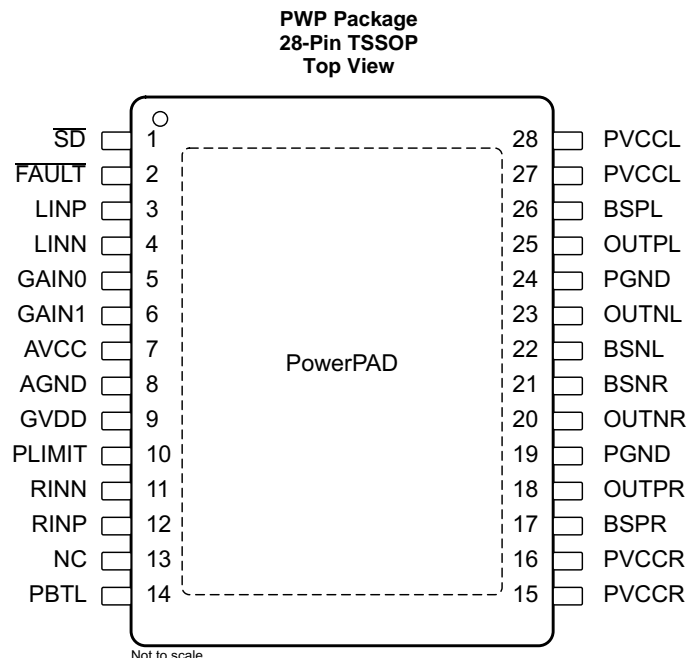 PWP Package
28-Pin TSSOP
Top View
SD 1 28 PVCCL
FAULT 2 27 PVCCL
LINP 3 26 BSPL
LINN 4 25 OUTPL
GAIN0 5 24 PGND
GAIN1 6 23 OUTNL
AVCC 7 22 BSNL
PowerPAD
AGND 8 21 BSNR
GVDD 9 20 OUTNR
PLIMIT 10 19 PGND
RINN 11 18 OUTPR
RINP 12 17 BSPR
NC 13 16 PVCCR
PBTL 14 15 PVCCR
Not to scale